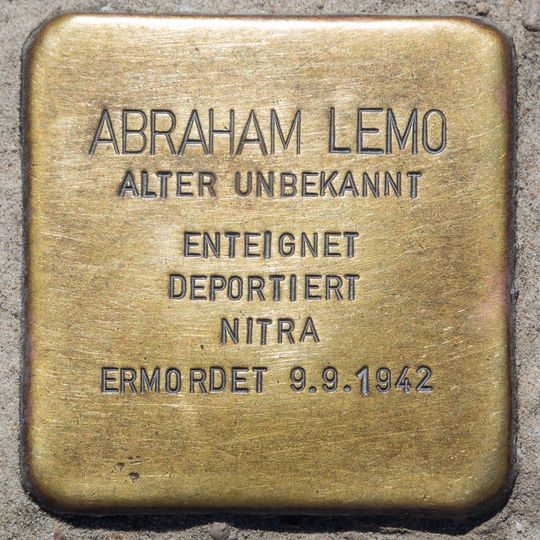 ABRAHAM LEMO
ALTER UNBEKANNT
ENTEIGNET
DEPORTIERT
NITRA
ERMORDET 9.9.1942